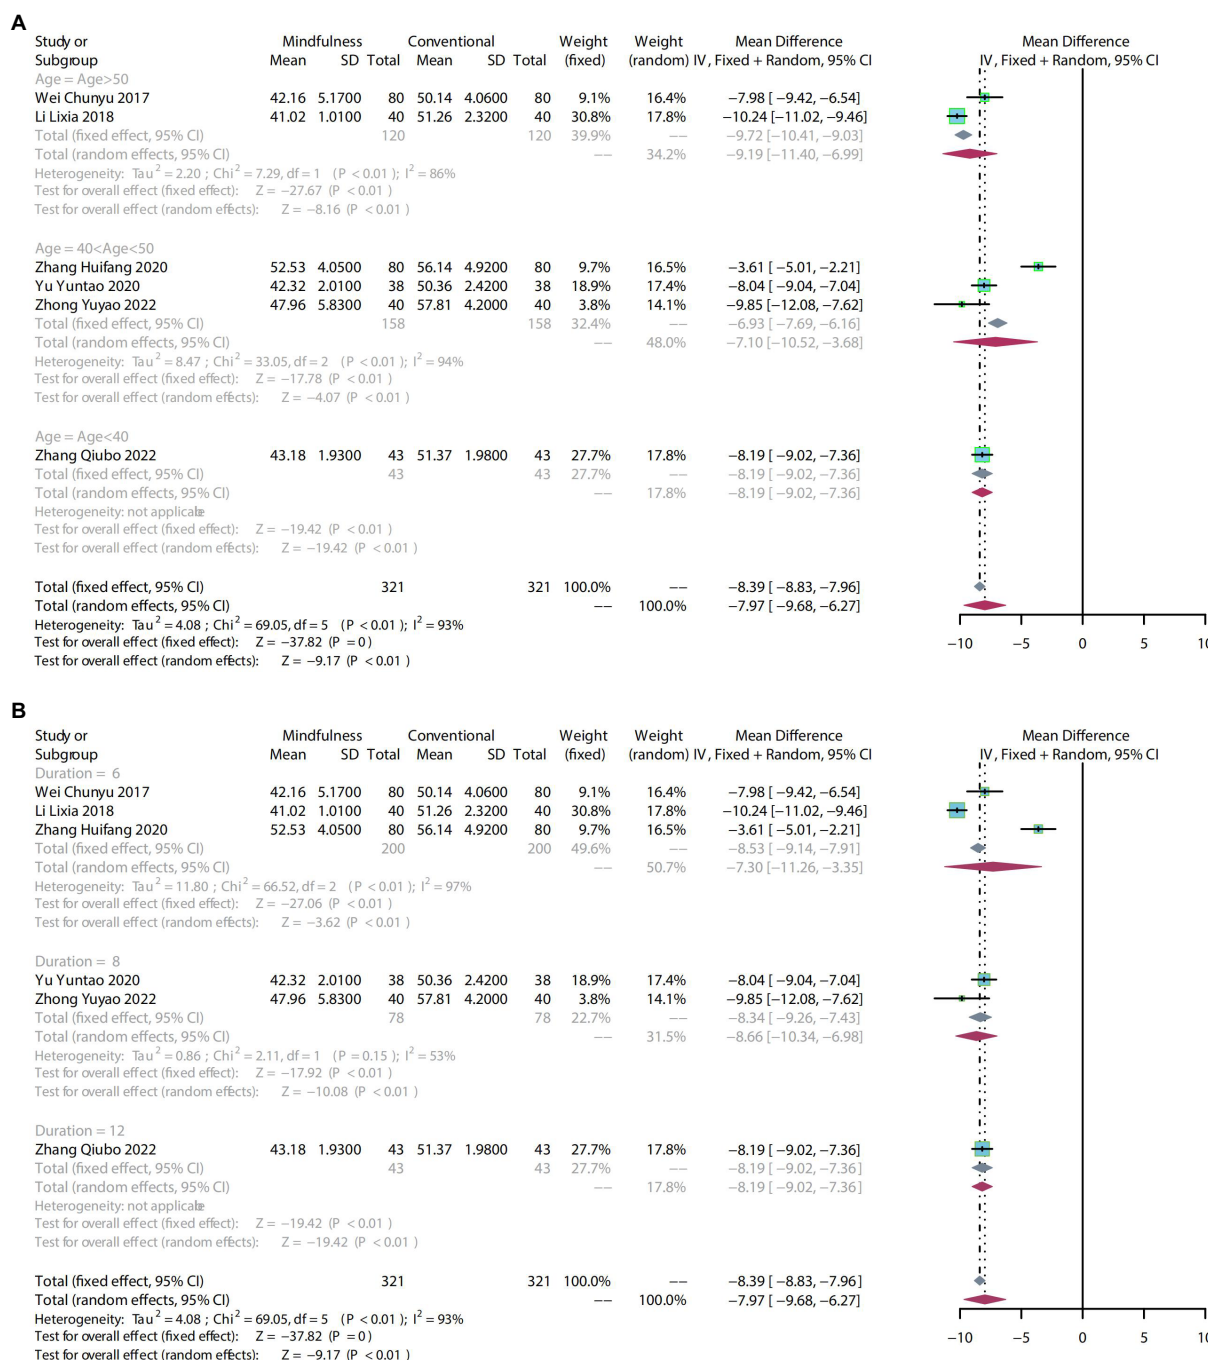 A
Study or Mindfulness Conventional Weight Weight Mean Difference Mean Difference
Subgroup Mean SD Total Mean SD Total (fixed) (random) IV, Fixed + Random, 95% CI IV, Fixed + Random, 95% CI
Age = Age>50
Wei Chunyu 2017 42.16 5.1700 80 50.14 4.0600 80 9.1% 16.4% −7.98 [ −9.42, −6.54]
Li Lixia 2018 41.02 1.0100 40 51.26 2.3200 40 30.8% 17.8% −10.24 [−11.02, −9.46]
Total (fixed effect, 95% CI) 120 120 39.9% −− −9.72 [−10.41, −9.03]
Total (random effects, 95% CI) −− 34.2% −9.19 [−11.40, −6.99]
Heterogeneity: Tau² = 2.20 ; Chi² = 7.29, df = 1 (P < 0.01 ); I² = 86%
Test for overall effect (fixed effect): Z = −27.67 (P < 0.01 )
Test for overall effect (random effects): Z = −8.16 (P < 0.01 )
Age = 40<Age<50
Zhang Huifang 2020 52.53 4.0500 80 56.14 4.9200 80 9.7% 16.5% −3.61 [ −5.01, −2.21]
Yu Yuntao 2020 42.32 2.0100 38 50.36 2.4200 38 18.9% 17.4% −8.04 [ −9.04, −7.04]
Zhong Yuyao 2022 47.96 5.8300 40 57.81 4.2000 40 3.8% 14.1% −9.85 [−12.08, −7.62]
Total (fixed effect, 95% CI) 158 158 32.4% −− −6.93 [ −7.69, −6.16]
Total (random effects, 95% CI) −− 48.0% −7.10 [−10.52, −3.68]
Heterogeneity: Tau² = 8.47 ; Chi² = 33.05, df = 2 (P < 0.01 ); I² = 94%
Test for overall effect (fixed effect): Z = −17.78 (P < 0.01 )
Test for overall effect (random effects): Z = −4.07 (P < 0.01 )
Age = Age<40
Zhang Qiubo 2022 43.18 1.9300 43 51.37 1.9800 43 27.7% 17.8% −8.19 [ −9.02, −7.36]
Total (fixed effect, 95% CI) 43 43 27.7% −− −8.19 [ −9.02, −7.36]
Total (random effects, 95% CI) −− 17.8% −8.19 [ −9.02, −7.36]
Heterogeneity: not applicable
Test for overall effect (fixed effect): Z = −19.42 (P < 0.01 )
Test for overall effect (random effects): Z = −19.42 (P < 0.01 )
Total (fixed effect, 95% CI) 321 321 100.0% −− −8.39 [ −8.83, −7.96]
Total (random effects, 95% CI) −− 100.0% −7.97 [ −9.68, −6.27]
Heterogeneity: Tau² = 4.08 ; Chi² = 69.05, df = 5 (P < 0.01 ); I² = 93%
Test for overall effect (fixed effect): Z = −37.82 (P = 0)
Test for overall effect (random effects): Z = −9.17 (P < 0.01 )
−10 −5 0 5 10
B
Study or Mindfulness Conventional Weight Weight Mean Difference Mean Difference
Subgroup Mean SD Total Mean SD Total (fixed) (random) IV, Fixed + Random, 95% CI IV, Fixed + Random, 95% CI
Duration = 6
Wei Chunyu 2017 42.16 5.1700 80 50.14 4.0600 80 9.1% 16.4% −7.98 [ −9.42, −6.54]
Li Lixia 2018 41.02 1.0100 40 51.26 2.3200 40 30.8% 17.8% −10.24 [−11.02, −9.46]
Zhang Huifang 2020 52.53 4.0500 80 56.14 4.9200 80 9.7% 16.5% −3.61 [ −5.01, −2.21]
Total (fixed effect, 95% CI) 200 200 49.6% −− −8.53 [ −9.14, −7.91]
Total (random effects, 95% CI) −− 50.7% −7.30 [−11.26, −3.35]
Heterogeneity: Tau² = 11.80 ; Chi² = 66.52, df = 2 (P < 0.01 ); I² = 97%
Test for overall effect (fixed effect): Z = −27.06 (P < 0.01 )
Test for overall effect (random effects): Z = −3.62 (P < 0.01 )
Duration = 8
Yu Yuntao 2020 42.32 2.0100 38 50.36 2.4200 38 18.9% 17.4% −8.04 [ −9.04, −7.04]
Zhong Yuyao 2022 47.96 5.8300 40 57.81 4.2000 40 3.8% 14.1% −9.85 [−12.08, −7.62]
Total (fixed effect, 95% CI) 78 78 22.7% −− −8.34 [ −9.26, −7.43]
Total (random effects, 95% CI) −− 31.5% −8.66 [−10.34, −6.98]
Heterogeneity: Tau² = 0.86 ; Chi² = 2.11, df = 1 (P = 0.15 ); I² = 53%
Test for overall effect (fixed effect): Z = −17.92 (P < 0.01 )
Test for overall effect (random effects): Z = −10.08 (P < 0.01 )
Duration = 12
Zhang Qiubo 2022 43.18 1.9300 43 51.37 1.9800 43 27.7% 17.8% −8.19 [ −9.02, −7.36]
Total (fixed effect, 95% CI) 43 43 27.7% −− −8.19 [ −9.02, −7.36]
Total (random effects, 95% CI) −− 17.8% −8.19 [ −9.02, −7.36]
Heterogeneity: not applicable
Test for overall effect (fixed effect): Z = −19.42 (P < 0.01 )
Test for overall effect (random effects): Z = −19.42 (P < 0.01 )
Total (fixed effect, 95% CI) 321 321 100.0% −− −8.39 [ −8.83, −7.96]
Total (random effects, 95% CI) −− 100.0% −7.97 [ −9.68, −6.27]
Heterogeneity: Tau² = 4.08 ; Chi² = 69.05, df = 5 (P < 0.01 ); I² = 93%
Test for overall effect (fixed effect): Z = −37.82 (P = 0)
Test for overall effect (random effects): Z = −9.17 (P < 0.01 )
−10 −5 0 5 10